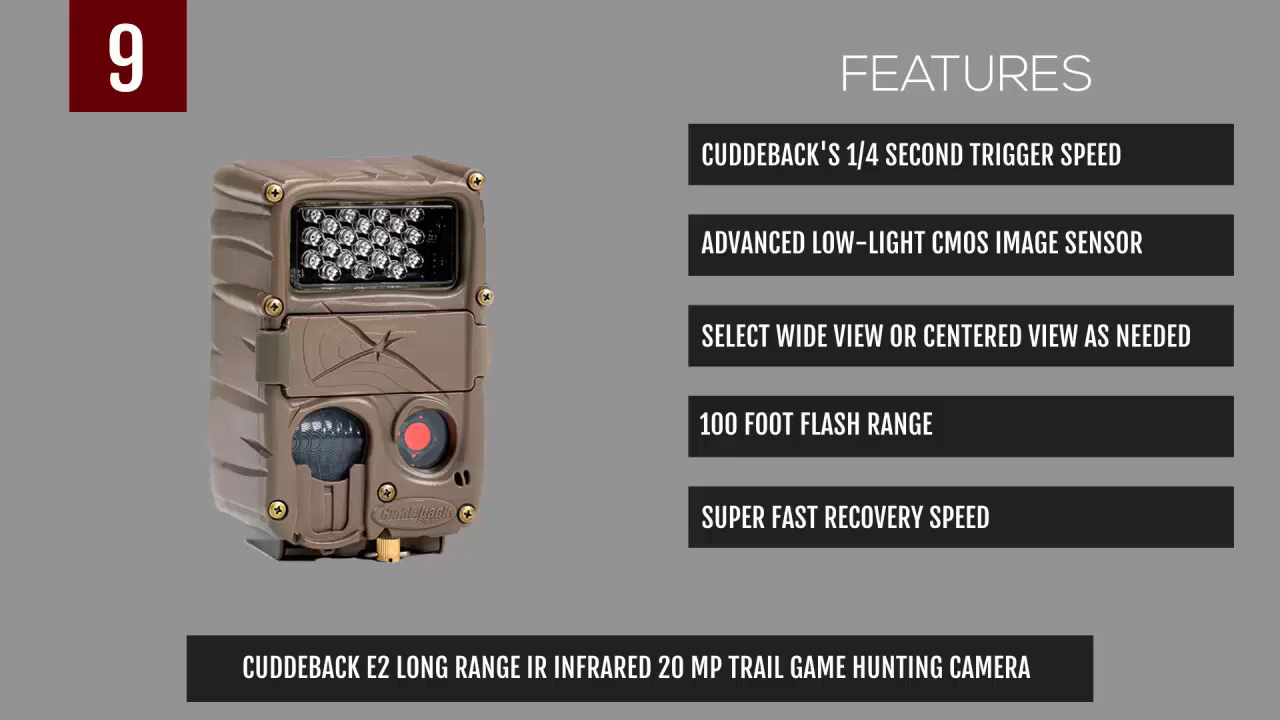 9
FEATURES
CUDDEBACK'S 1/4 SECOND TRIGGER SPEED
ADVANCED LOW-LIGHT CMOS IMAGE SENSOR
SELECT WIDE VIEW OR CENTERED VIEW AS NEEDED
100 FOOT FLASH RANGE
SUPER FAST RECOVERY SPEED
Cuddeback
CUDDEBACK E2 LONG RANGE IR INFRARED 20 MP TRAIL GAME HUNTING CAMERA